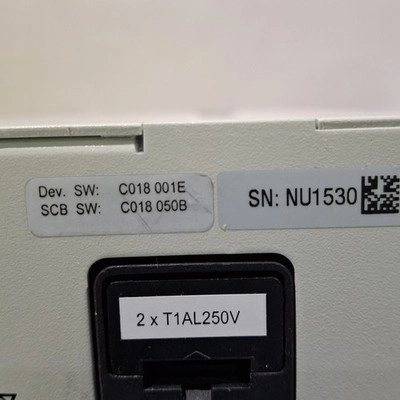 Dev. SW: C018 001E
SCB SW: C018 050B
SN: NU1530
2 x T1AL250V